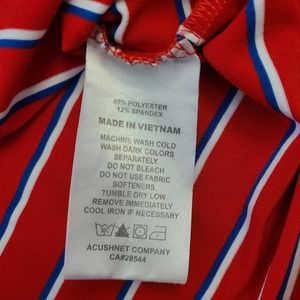 88% POLYESTER
12% SPANDEX
MADE IN VIETNAM
MACHINE WASH COLD
WASH DARK COLORS
SEPARATELY.
DO NOT BLEACH
DO NOT USE FABRIC
SOFTENERS
TUMBLE DRY LOW
REMOVE IMMEDIATELY
COOL IRON IF NECESSARY
ACUSHNET COMPANY
CA#28544